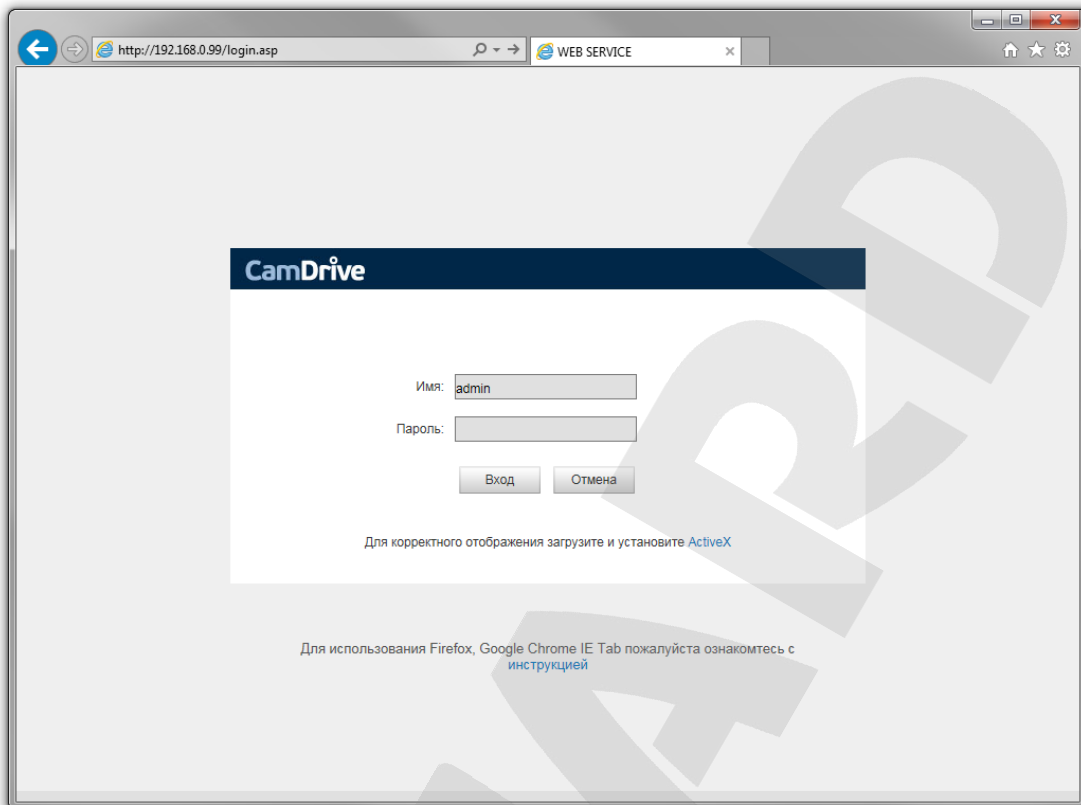 http://192.168.0.99/login.asp
WEB SERVICE
CamDrive
Имя: admin
Пароль:
Вход Отмена
Для корректного отображения загрузите и установите ActiveX
Для использования Firefox, Google Chrome IE Tab пожалуйста ознакомтесь с
инструкцией